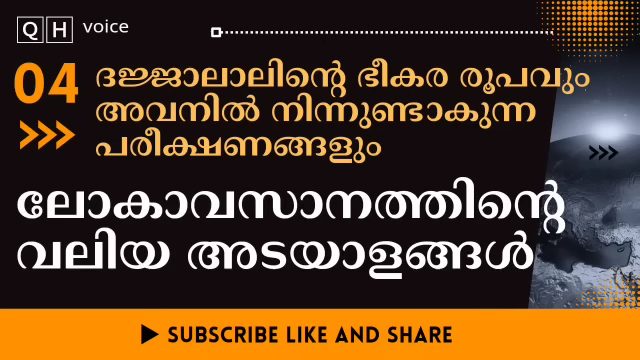 QH voice
04
ദജ്ജാലാലിന്റെ ഭീകര രൂപവും
അവനിൽ നിന്നുണ്ടാകുന്ന
പരീക്ഷണങ്ങളും
ലോകാവസാനത്തിന്റെ
വലിയ അടയാളങ്ങൾ
SUBSCRIBE LIKE AND SHARE